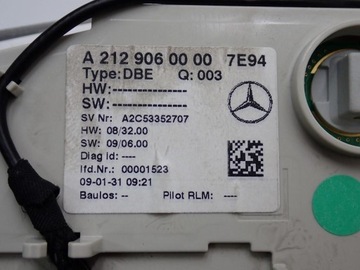 A 212 906 00 00 7E94
Type:DBE Q: 003
HW:-----------------
SW:-----------------
SV Nr: A2C53352707
HW: 08/32.00
SW: 09/06.00
Diag id: ----
lfd.Nr.: 00001523
09-01-31 09:21
Baulos: -- Pilot RLM: ----